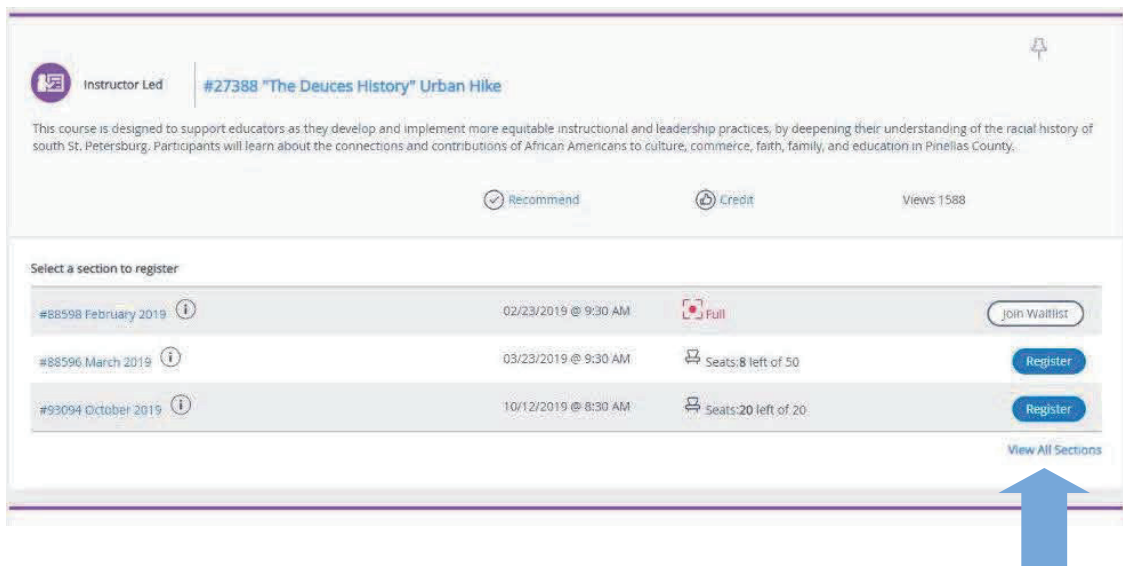 Instructor Led
#27388 "The Deuces History" Urban Hike
This course is designed to support educators as they develop and implement more equitable instructional and leadership practices, by deepening their understanding of the racial history of
south St. Petersburg. Participants will learn about the connections and contributions of African Americans to culture, commerce, faith, family, and education in Pinellas County.
Recommend Credit Views 1588
Select a section to register
#88598 February 2019 02/23/2019 @ 9:30 AM Full Join Waitlist
#88596 March 2019 03/23/2019 @ 9:30 AM Seats:8 left of 50 Register
#93094 October 2019 10/12/2019 @ 8:30 AM Seats:20 left of 20 Register
View All Sections